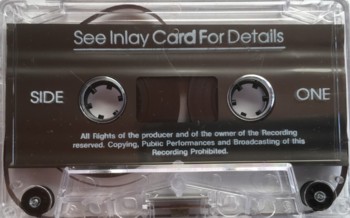 See Inlay Card For Details
SIDE ONE
All Rights of the producer and of the owner of the Recording
reserved. Copying, Public Performances and Broadcasting of this
Recording Prohibited.